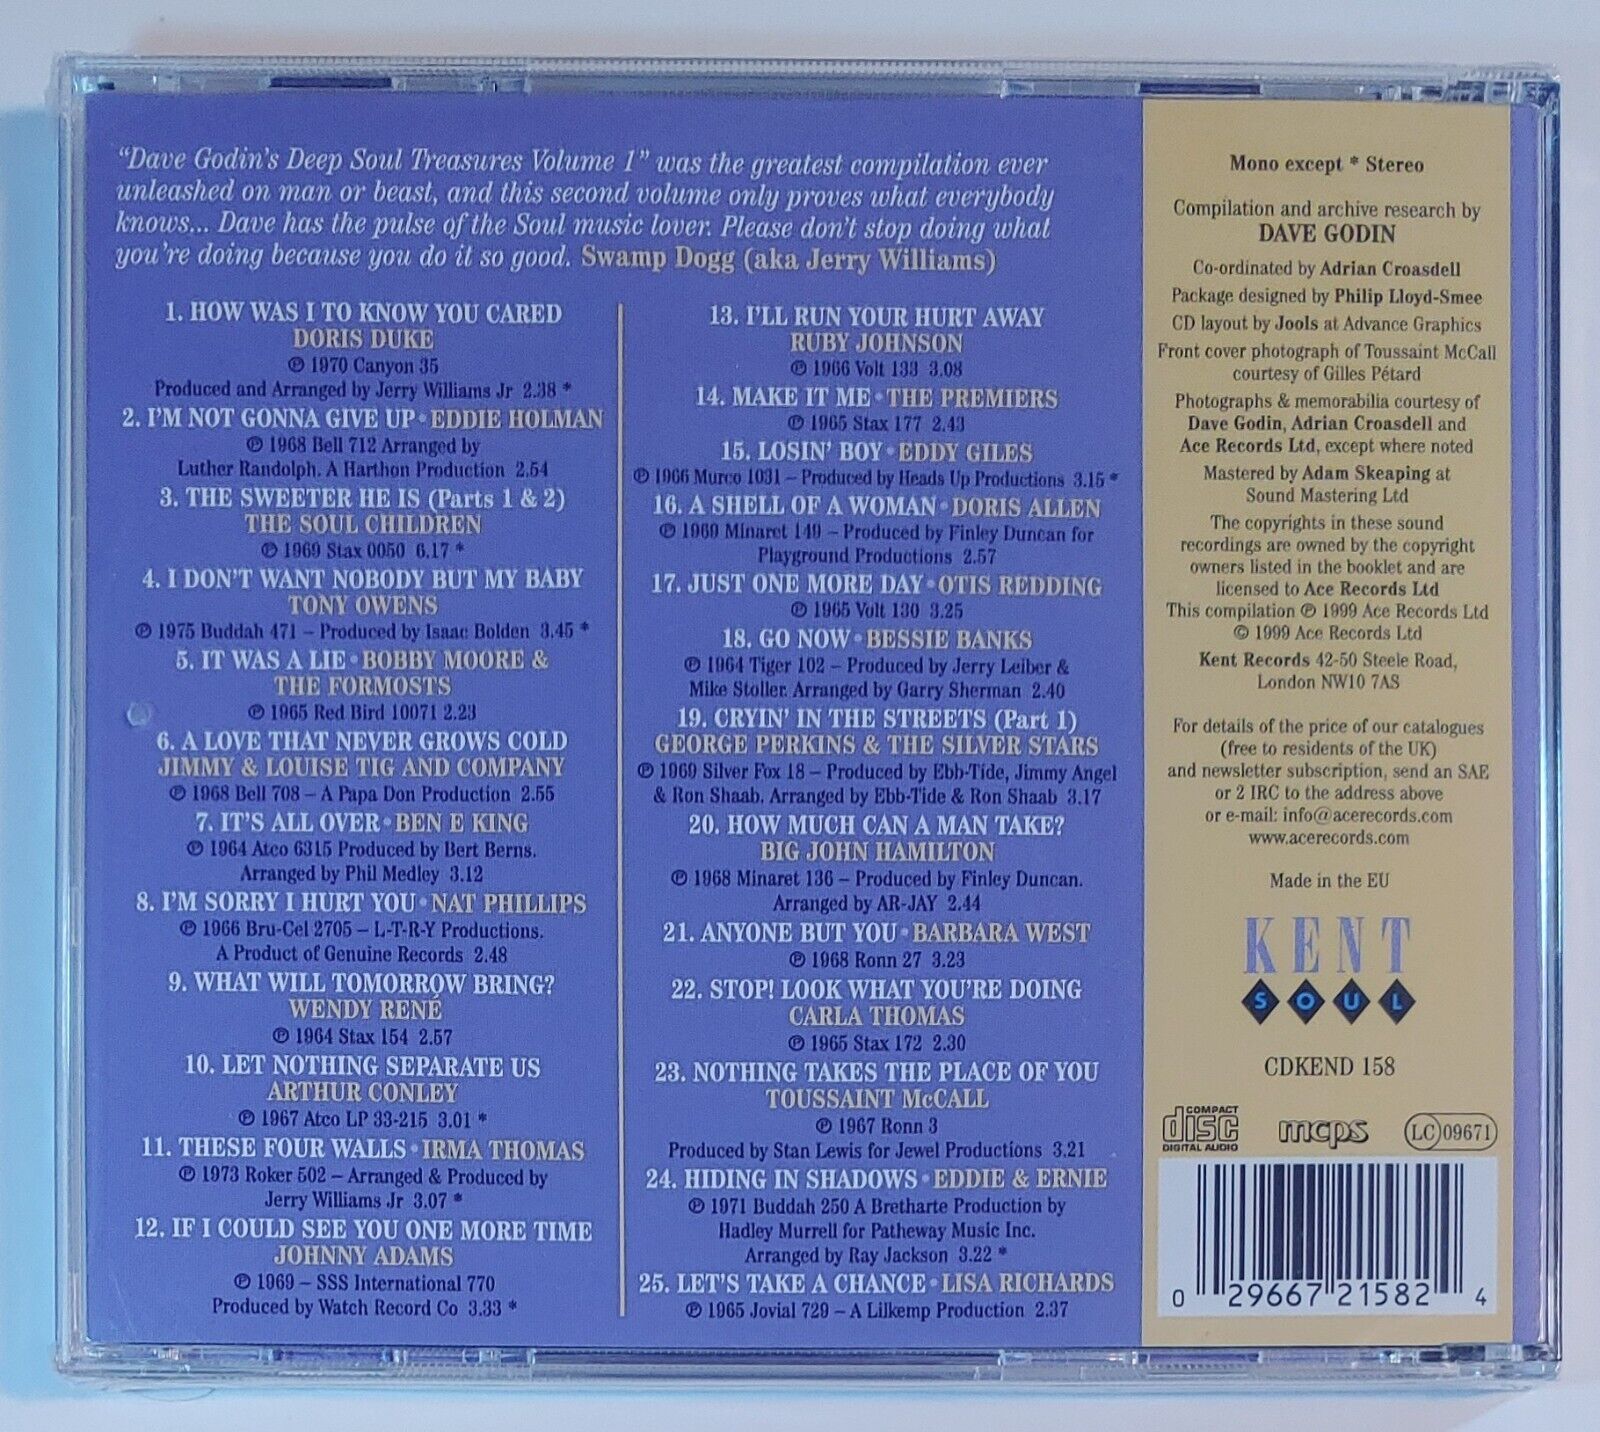 “Dave Godin’s Deep Soul Treasures Volume 1” was the greatest compilation ever
unleashed on man or beast, and this second volume only proves what everybody
knows... Dave has the pulse of the Soul music lover. Please don’t stop doing what
you’re doing because you do it so good. Swamp Dogg (aka Jerry Williams)
1. HOW WAS I TO KNOW YOU CARED
DORIS DUKE
℗ 1970 Canyon 35
Produced and Arranged by Jerry Williams Jr 2.38 *
2. I’M NOT GONNA GIVE UP • EDDIE HOLMAN
℗ 1968 Bell 712 Arranged by
Luther Randolph. A Harthon Production 2.54
3. THE SWEETER HE IS (Parts 1 & 2)
THE SOUL CHILDREN
℗ 1969 Stax 0050 6.17 *
4. I DON’T WANT NOBODY BUT MY BABY
TONY OWENS
℗ 1975 Buddah 471 – Produced by Isaac Bolden 3.45 *
5. IT WAS A LIE • BOBBY MOORE &
THE FORMOSTS
℗ 1965 Red Bird 10071 2.23
6. A LOVE THAT NEVER GROWS COLD
JIMMY & LOUISE TIG AND COMPANY
℗ 1968 Bell 708 – A Papa Don Production 2.55
7. IT’S ALL OVER • BEN E KING
℗ 1964 Atco 6315 Produced by Bert Berns.
Arranged by Phil Medley 3.12
8. I’M SORRY I HURT YOU • NAT PHILLIPS
℗ 1966 Bru-Cel 2705 – L-T-R-Y Productions.
A Product of Genuine Records 2.48
9. WHAT WILL TOMORROW BRING?
WENDY RENÉ
℗ 1964 Stax 154 2.57
10. LET NOTHING SEPARATE US
ARTHUR CONLEY
℗ 1967 Atco LP 33-215 3.01 *
11. THESE FOUR WALLS • IRMA THOMAS
℗ 1973 Roker 502 – Arranged & Produced by
Jerry Williams Jr 3.07 *
12. IF I COULD SEE YOU ONE MORE TIME
JOHNNY ADAMS
℗ 1969 – SSS International 770
Produced by Watch Record Co 3.33 *
13. I’LL RUN YOUR HURT AWAY
RUBY JOHNSON
℗ 1966 Volt 133 3.08
14. MAKE IT ME • THE PREMIERS
℗ 1965 Stax 177 2.43
15. LOSIN’ BOY • EDDY GILES
℗ 1966 Murco 1031 – Produced by Heads Up Productions 3.15 *
16. A SHELL OF A WOMAN • DORIS ALLEN
℗ 1969 Minaret 149 – Produced by Finley Duncan for
Playground Productions 2.57
17. JUST ONE MORE DAY • OTIS REDDING
℗ 1965 Volt 130 3.25
18. GO NOW • BESSIE BANKS
℗ 1964 Tiger 102 – Produced by Jerry Leiber &
Mike Stoller. Arranged by Garry Sherman 2.40
19. CRYIN’ IN THE STREETS (Part 1)
GEORGE PERKINS & THE SILVER STARS
℗ 1969 Silver Fox 18 – Produced by Ebb-Tide, Jimmy Angel
& Ron Shaab. Arranged by Ebb-Tide & Ron Shaab 3.17
20. HOW MUCH CAN A MAN TAKE?
BIG JOHN HAMILTON
℗ 1968 Minaret 136 – Produced by Finley Duncan.
Arranged by AR-JAY 2.44
21. ANYONE BUT YOU • BARBARA WEST
℗ 1968 Ronn 27 3.23
22. STOP! LOOK WHAT YOU’RE DOING
CARLA THOMAS
℗ 1965 Stax 172 2.30
23. NOTHING TAKES THE PLACE OF YOU
TOUSSAINT McCALL
℗ 1967 Ronn 3
Produced by Stan Lewis for Jewel Productions 3.21
24. HIDING IN SHADOWS • EDDIE & ERNIE
℗ 1971 Buddah 250 A Bretharte Production by
Hadley Murrell for Patheway Music Inc.
Arranged by Ray Jackson 3.22 *
25. LET’S TAKE A CHANCE • LISA RICHARDS
℗ 1965 Jovial 729 – A Lilkemp Production 2.37
Mono except * Stereo
Compilation and archive research by
DAVE GODIN
Co-ordinated by Adrian Croasdell
Package designed by Philip Lloyd-Smee
CD layout by Jools at Advance Graphics
Front cover photograph of Toussaint McCall
courtesy of Gilles Pétard
Photographs & memorabilia courtesy of
Dave Godin, Adrian Croasdell and
Ace Records Ltd, except where noted
Mastered by Adam Skeaping at
Sound Mastering Ltd
The copyrights in these sound
recordings are owned by the copyright
owners listed in the booklet and are
licensed to Ace Records Ltd
This compilation ℗ 1999 Ace Records Ltd
© 1999 Ace Records Ltd
Kent Records 42-50 Steele Road,
London NW10 7AS
For details of the price of our catalogues
(free to residents of the UK)
and newsletter subscription, send an SAE
or 2 IRC to the address above
or e-mail: info@acerecords.com
www.acerecords.com
Made in the EU
KENT
SOUL
CDKEND 158
COMPACT
disc
DIGITAL AUDIO
mcps
LC 09671
0 29667 21582 4